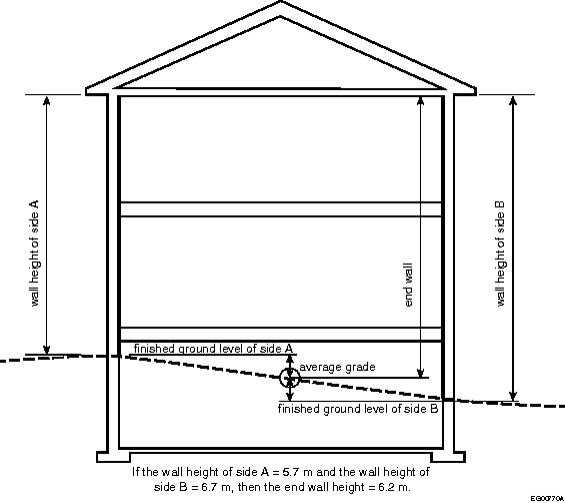 wall height of side A
end wall
wall height of side B
finished ground level of side A
average grade
finished ground level of side B
If the wall height of side A = 5.7 m and the wall height of
side B = 6.7 m, then the end wall height = 6.2 m.
EG00770A